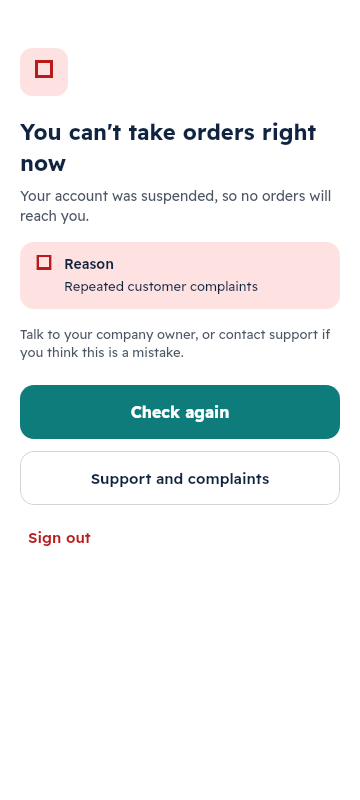 You can't take orders right
now
Your account was suspended, so no orders will
reach you.
Reason
Repeated customer complaints
Talk to your company owner, or contact support if
you think this is a mistake.
Check again
Support and complaints
Sign out